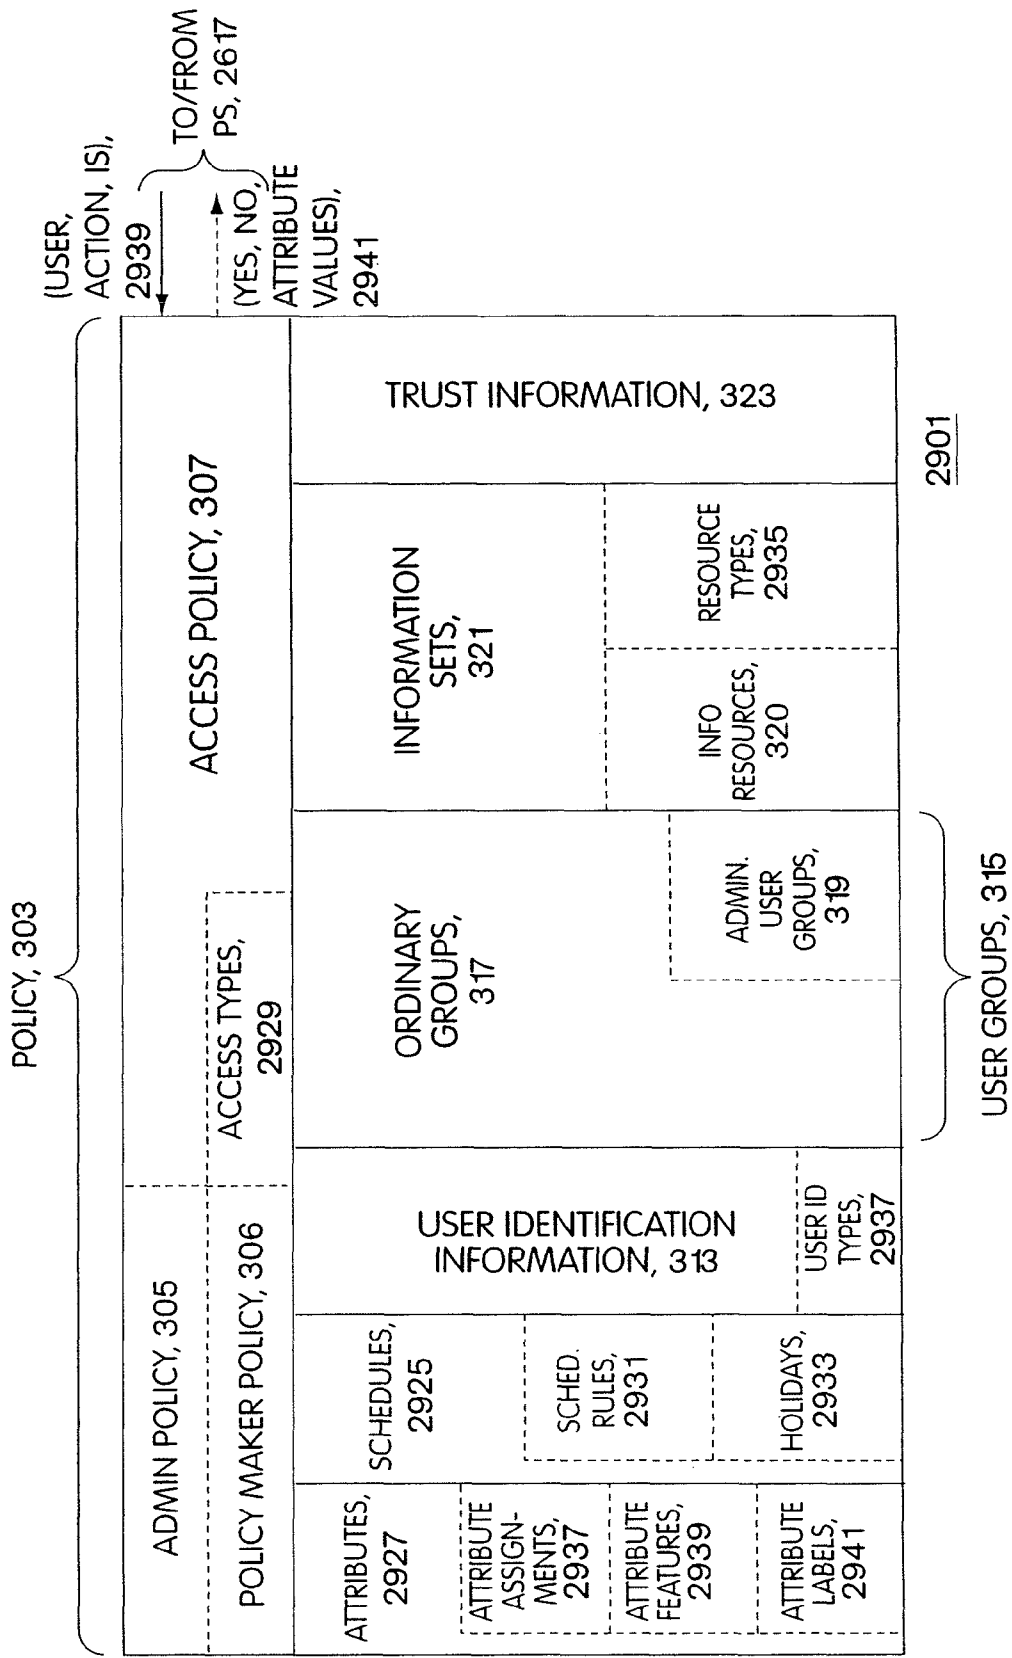 POLICY, 303
(USER,
ACTION, IS),
2939
TO/FROM
PS, 2617
(YES, NO,
ATTRIBUTE
VALUES),
2941
ADMIN POLICY, 305
POLICY MAKER POLICY, 306
ACCESS TYPES,
2929
ACCESS POLICY, 307
ATTRIBUTES,
2927
ATTRIBUTE
ASSIGN-
MENTS,
2937
ATTRIBUTE
FEATURES,
2939
ATTRIBUTE
LABELS,
2941
SCHEDULES,
2925
SCHED.
RULES,
2931
HOLIDAYS,
2933
USER IDENTIFICATION
INFORMATION, 313
USER ID
TYPES,
2937
ORDINARY
GROUPS,
317
ADMIN.
USER
GROUPS,
319
INFORMATION
SETS,
321
INFO
RESOURCES,
320
RESOURCE
TYPES,
2935
TRUST INFORMATION, 323
USER GROUPS, 315
2901